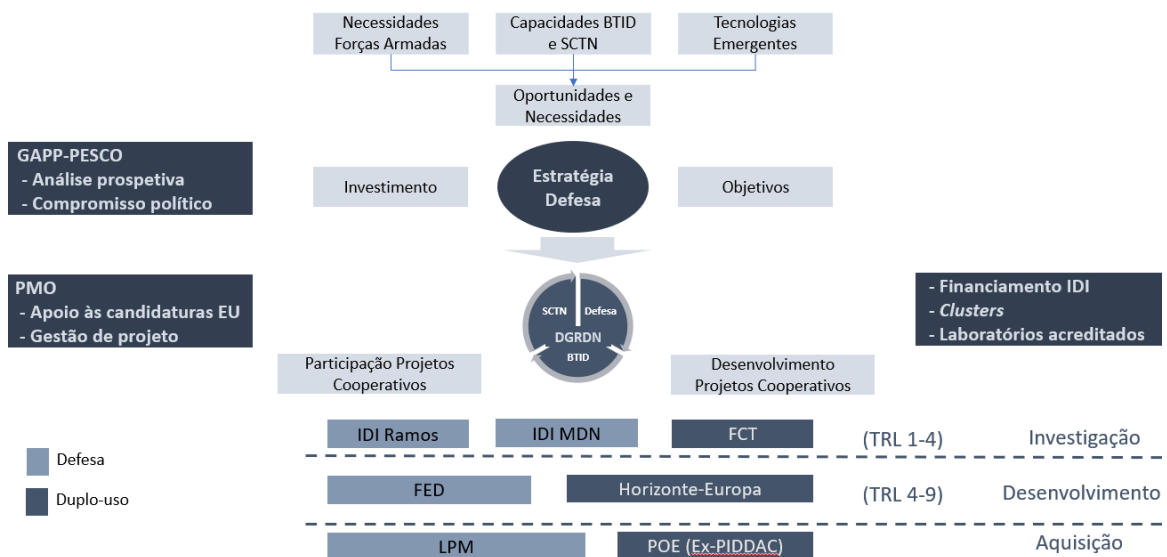 Necessidades
Forças Armadas
Capacidades BTID
e SCTN
Tecnologias
Emergentes
Oportunidades e
Necessidades
GAPP-PESCO
- Análise prospetiva
- Compromisso político
Investimento
Estratégia
Defesa
Objetivos
PMO
- Apoio às candidaturas EU
- Gestão de projeto
SCTN
Defesa
DGRDN
BTID
- Financiamento IDI
- Clusters
- Laboratórios acreditados
Participação Projetos
Cooperativos
Desenvolvimento
Projetos Cooperativos
IDI Ramos
IDI MDN
FCT
(TRL 1-4)
Investigação
Defesa
Duplo-uso
FED
Horizonte-Europa
(TRL 4-9)
Desenvolvimento
LPM
POE (Ex-PIDDAC)
Aquisição